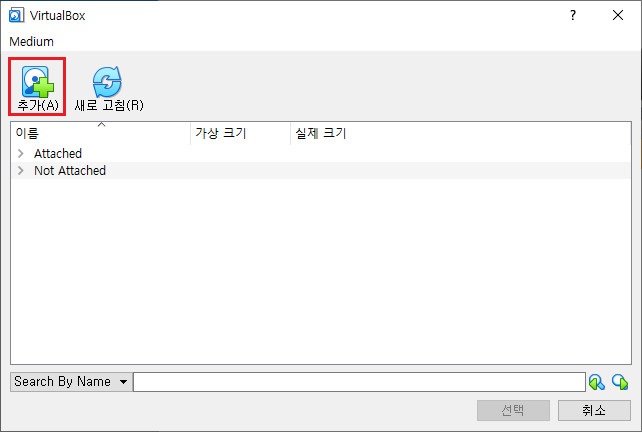 VirtualBox
?
Medium
추가(A) 새로 고침(R)
이름 가상 크기 실제 크기
Attached
Not Attached
Search By Name
선택 취소